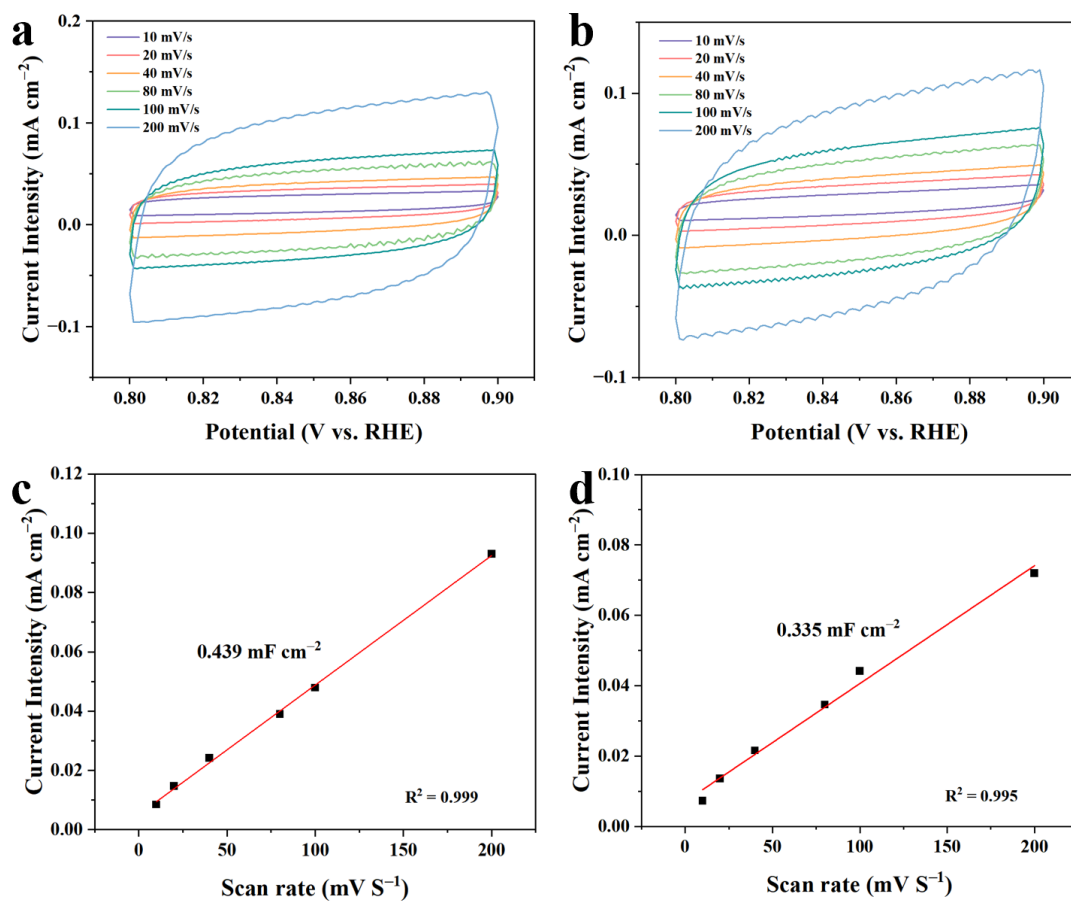 a
Current Intensity (mA cm⁻²)
0.2
0.1
0.0
−0.1
10 mV/s
20 mV/s
40 mV/s
80 mV/s
100 mV/s
200 mV/s
0.80 0.82 0.84 0.86 0.88 0.90
Potential (V vs. RHE)
b
Current Intensity (mA cm⁻²)
0.1
0.0
−0.1
10 mV/s
20 mV/s
40 mV/s
80 mV/s
100 mV/s
200 mV/s
0.80 0.82 0.84 0.86 0.88 0.90
Potential (V vs. RHE)
c
Current Intensity (mA cm⁻²)
0.12
0.10
0.08
0.06
0.04
0.02
0.00
0.439 mF cm⁻²
R² = 0.999
0 50 100 150 200
Scan rate (mV S⁻¹)
d
Current Intensity (mA cm⁻²)
0.10
0.08
0.06
0.04
0.02
0.00
0.335 mF cm⁻²
R² = 0.995
0 50 100 150 200
Scan rate (mV S⁻¹)